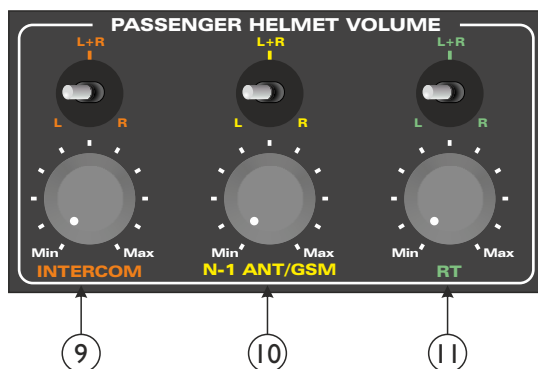 PASSENGER HELMET VOLUME
L+R L+R L+R
L R L R L R
Min Max Min Max Min Max
INTERCOM N-1 ANT/GSM RT
9 10 11